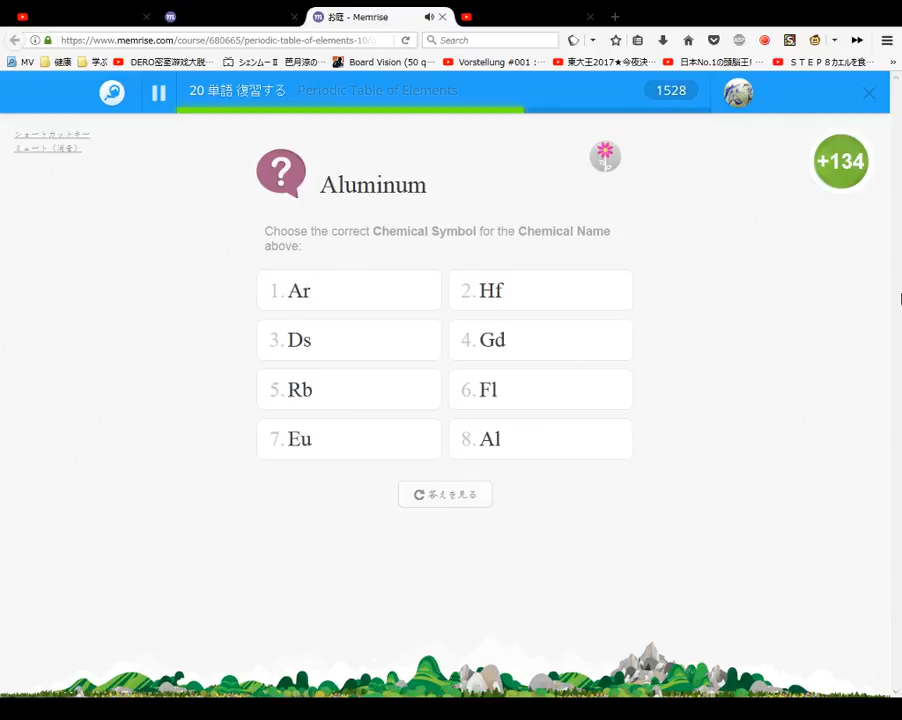 お庭 - Memrise
https://www.memrise.com/course/680665/periodic-table-of-elements-10/
Search
MV 健康 学ぶ DERO密室游戏大脱… シェンムーⅡ 芭月涼の… Board Vision (50 q… Vorstellung #001 :… 東大王2017★今夜決… 日本No.1の頭脳王!… ＳＴＥＰ８カエルを食…
20 単語 復習する Periodic Table of Elements 1528
ショートカットキー
ミュート（消音）
+134
? Aluminum
Choose the correct Chemical Symbol for the Chemical Name
above:
1. Ar 2. Hf
3. Ds 4. Gd
5. Rb 6. Fl
7. Eu 8. Al
答えを見る